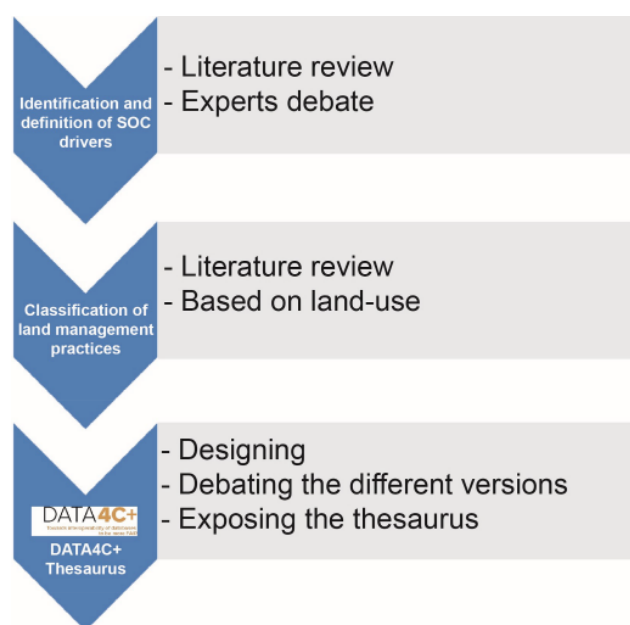 - Literature review
- Experts debate
Identification and
definition of SOC
drivers
- Literature review
- Based on land-use
Classification of
land management
practices
- Designing
- Debating the different versions
- Exposing the thesaurus
DATA4C+
DATA4C+
Thesaurus